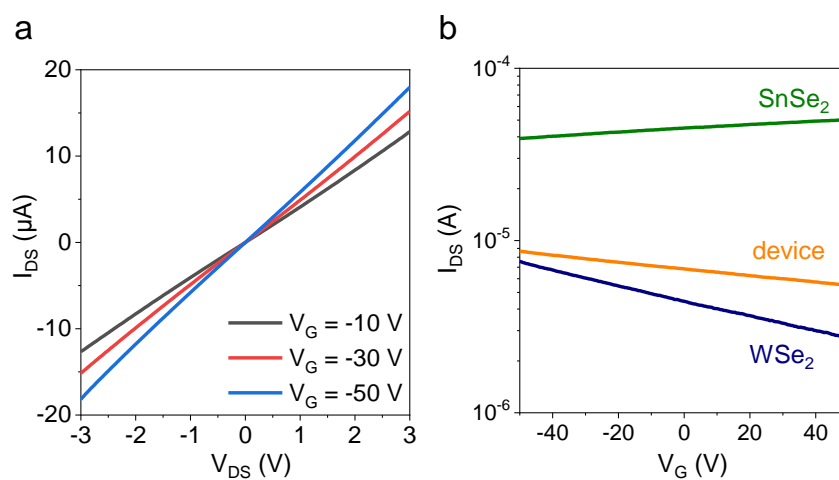 a
20
10
0
-10
-20
I_DS (µA)
-3 -2 -1 0 1 2 3
V_DS (V)
V_G = -10 V
V_G = -30 V
V_G = -50 V
b
10^-4
10^-5
10^-6
I_DS (A)
SnSe₂
device
WSe₂
-40 -20 0 20 40
V_G (V)